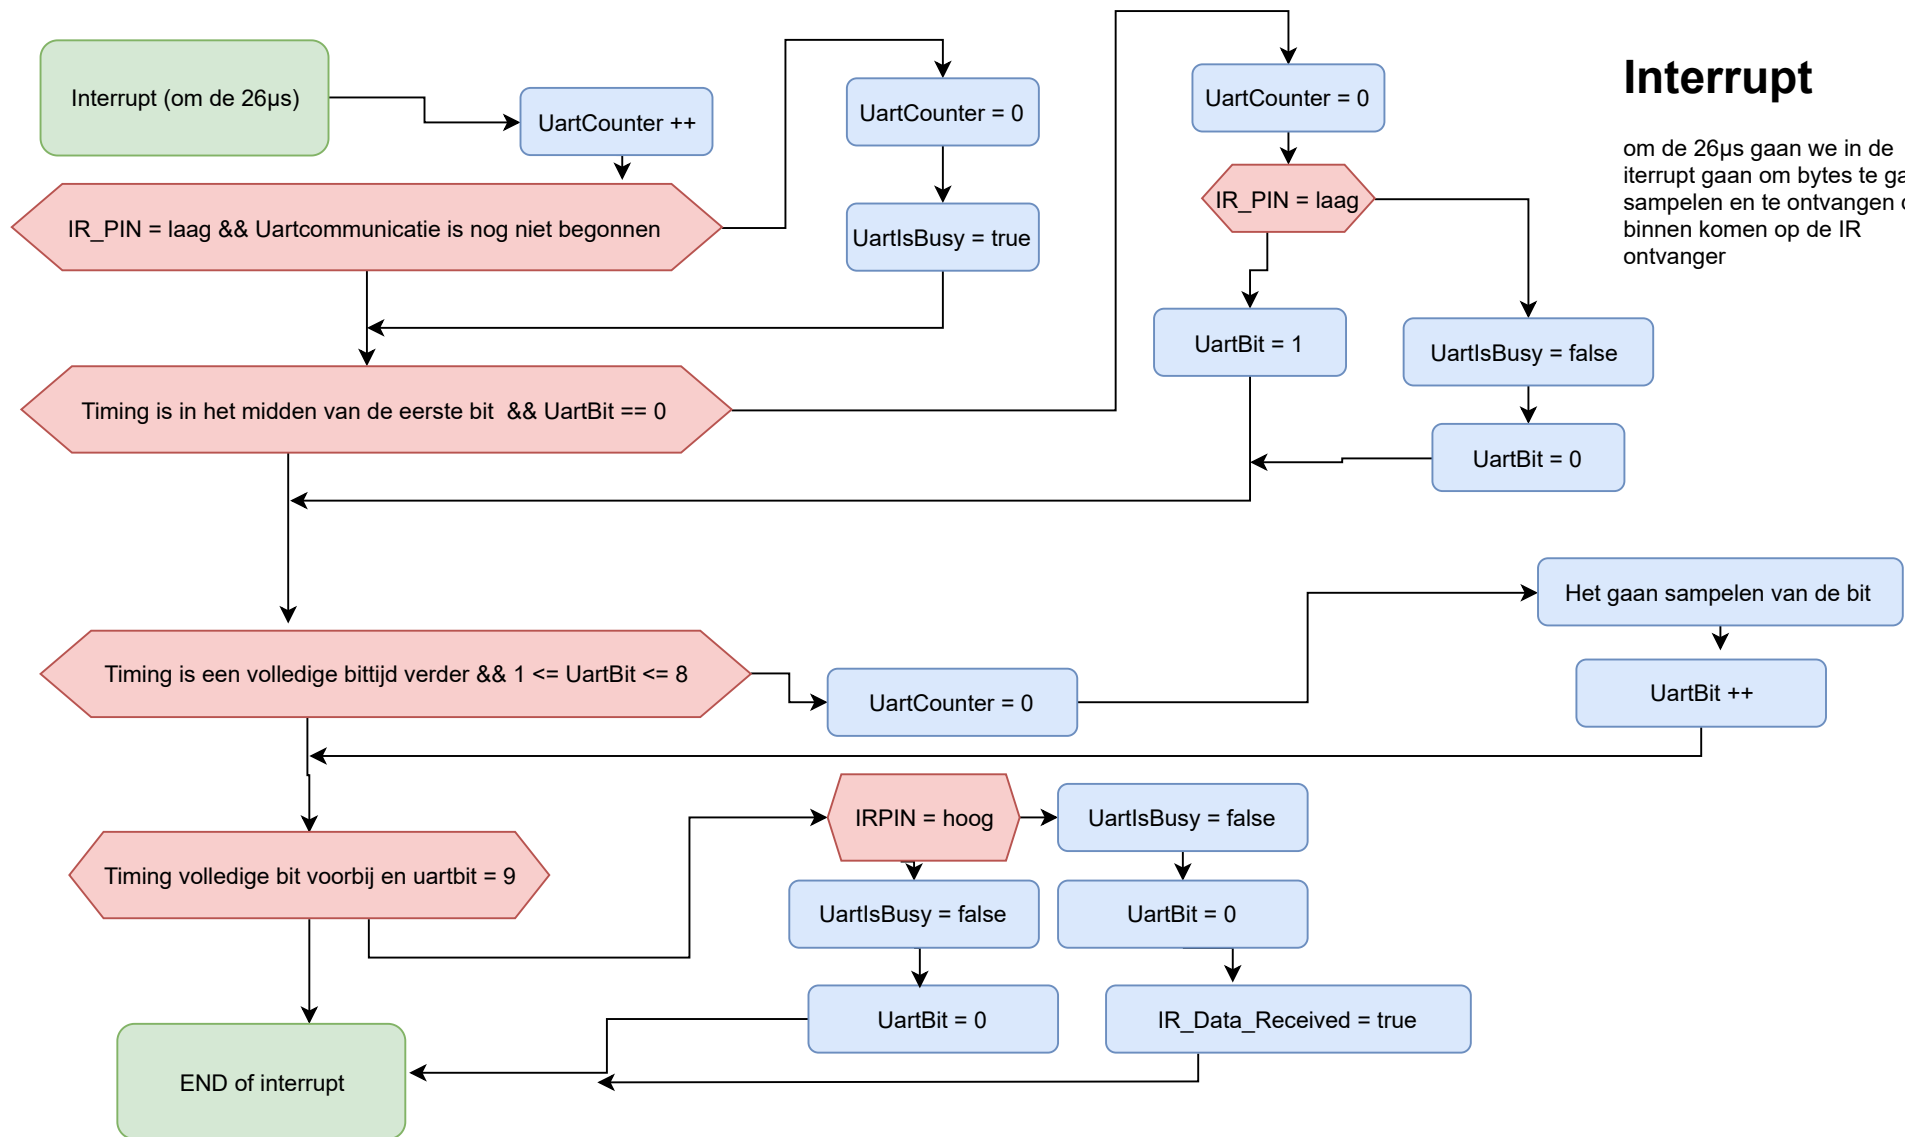 Interrupt
om de 26µs gaan we in de
iterrupt gaan om bytes te ga
sampelen en te ontvangen
binnen komen op de IR
ontvanger
Interrupt (om de 26µs)
UartCounter ++
IR_PIN = laag && Uartcommunicatie is nog niet begonnen
UartCounter = 0
UartIsBusy = true
Timing is in het midden van de eerste bit && UartBit == 0
UartCounter = 0
IR_PIN = laag
UartBit = 1
UartIsBusy = false
UartBit = 0
Timing is een volledige bittijd verder && 1 <= UartBit <= 8
UartCounter = 0
Het gaan sampelen van de bit
UartBit ++
Timing volledige bit voorbij en uartbit = 9
IRPIN = hoog
UartIsBusy = false
UartBit = 0
UartIsBusy = false
UartBit = 0
IR_Data_Received = true
END of interrupt